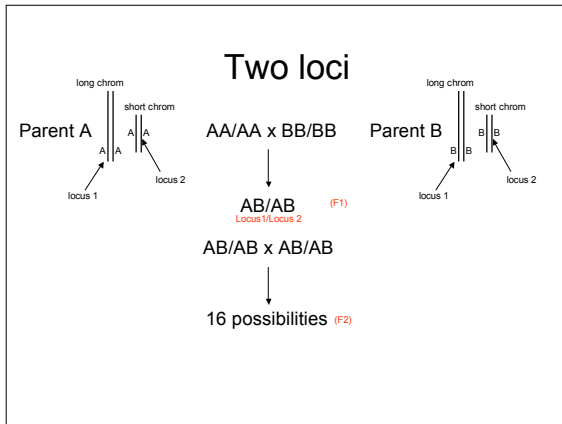 Two loci
long chrom
short chrom
Parent A
A A
A A
locus 1
locus 2
AA/AA x BB/BB
long chrom
short chrom
Parent B
B B
B B
locus 1
locus 2
AB/AB (F1)
Locus1/Locus 2
AB/AB x AB/AB
16 possibilities (F2)